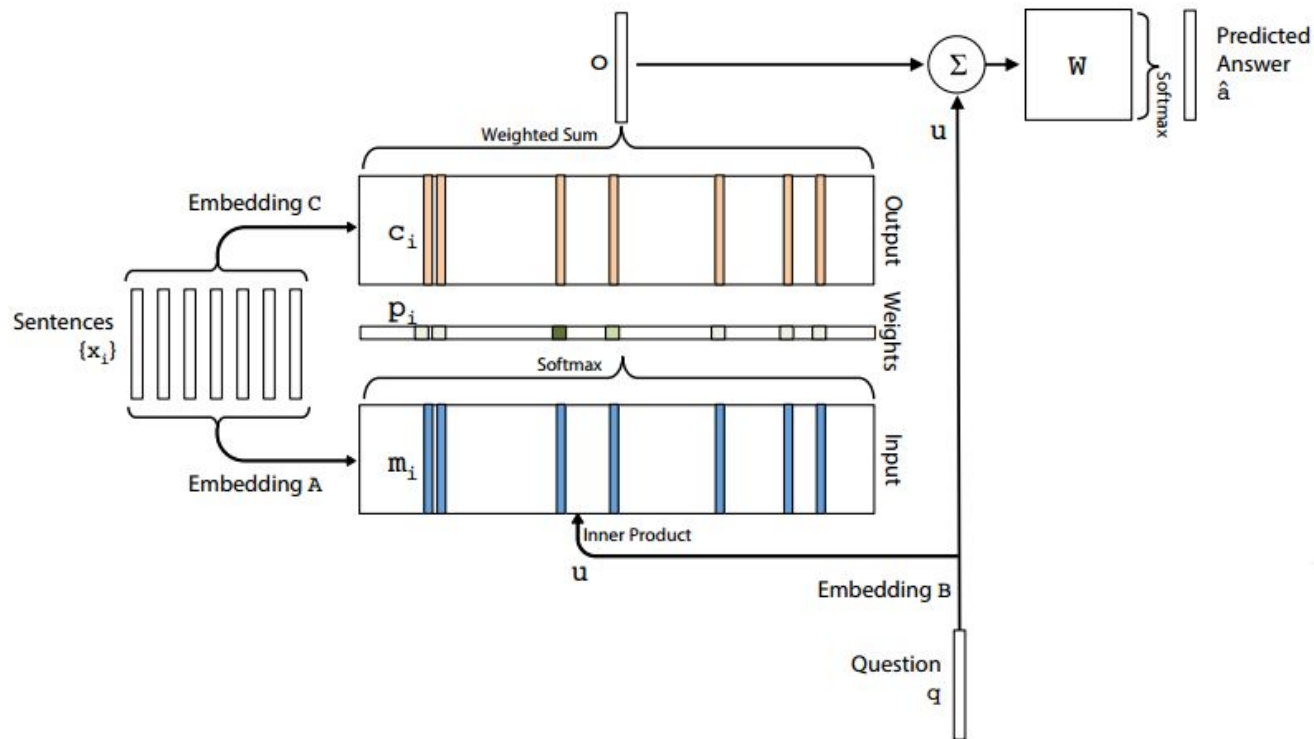 o
Σ
W
Softmax
Predicted
Answer
â
Weighted Sum
u
Embedding C
c_i
Output
Sentences
{x_i}
p_i
Weights
Softmax
m_i
Input
Embedding A
Inner Product
u
Embedding B
Question
q